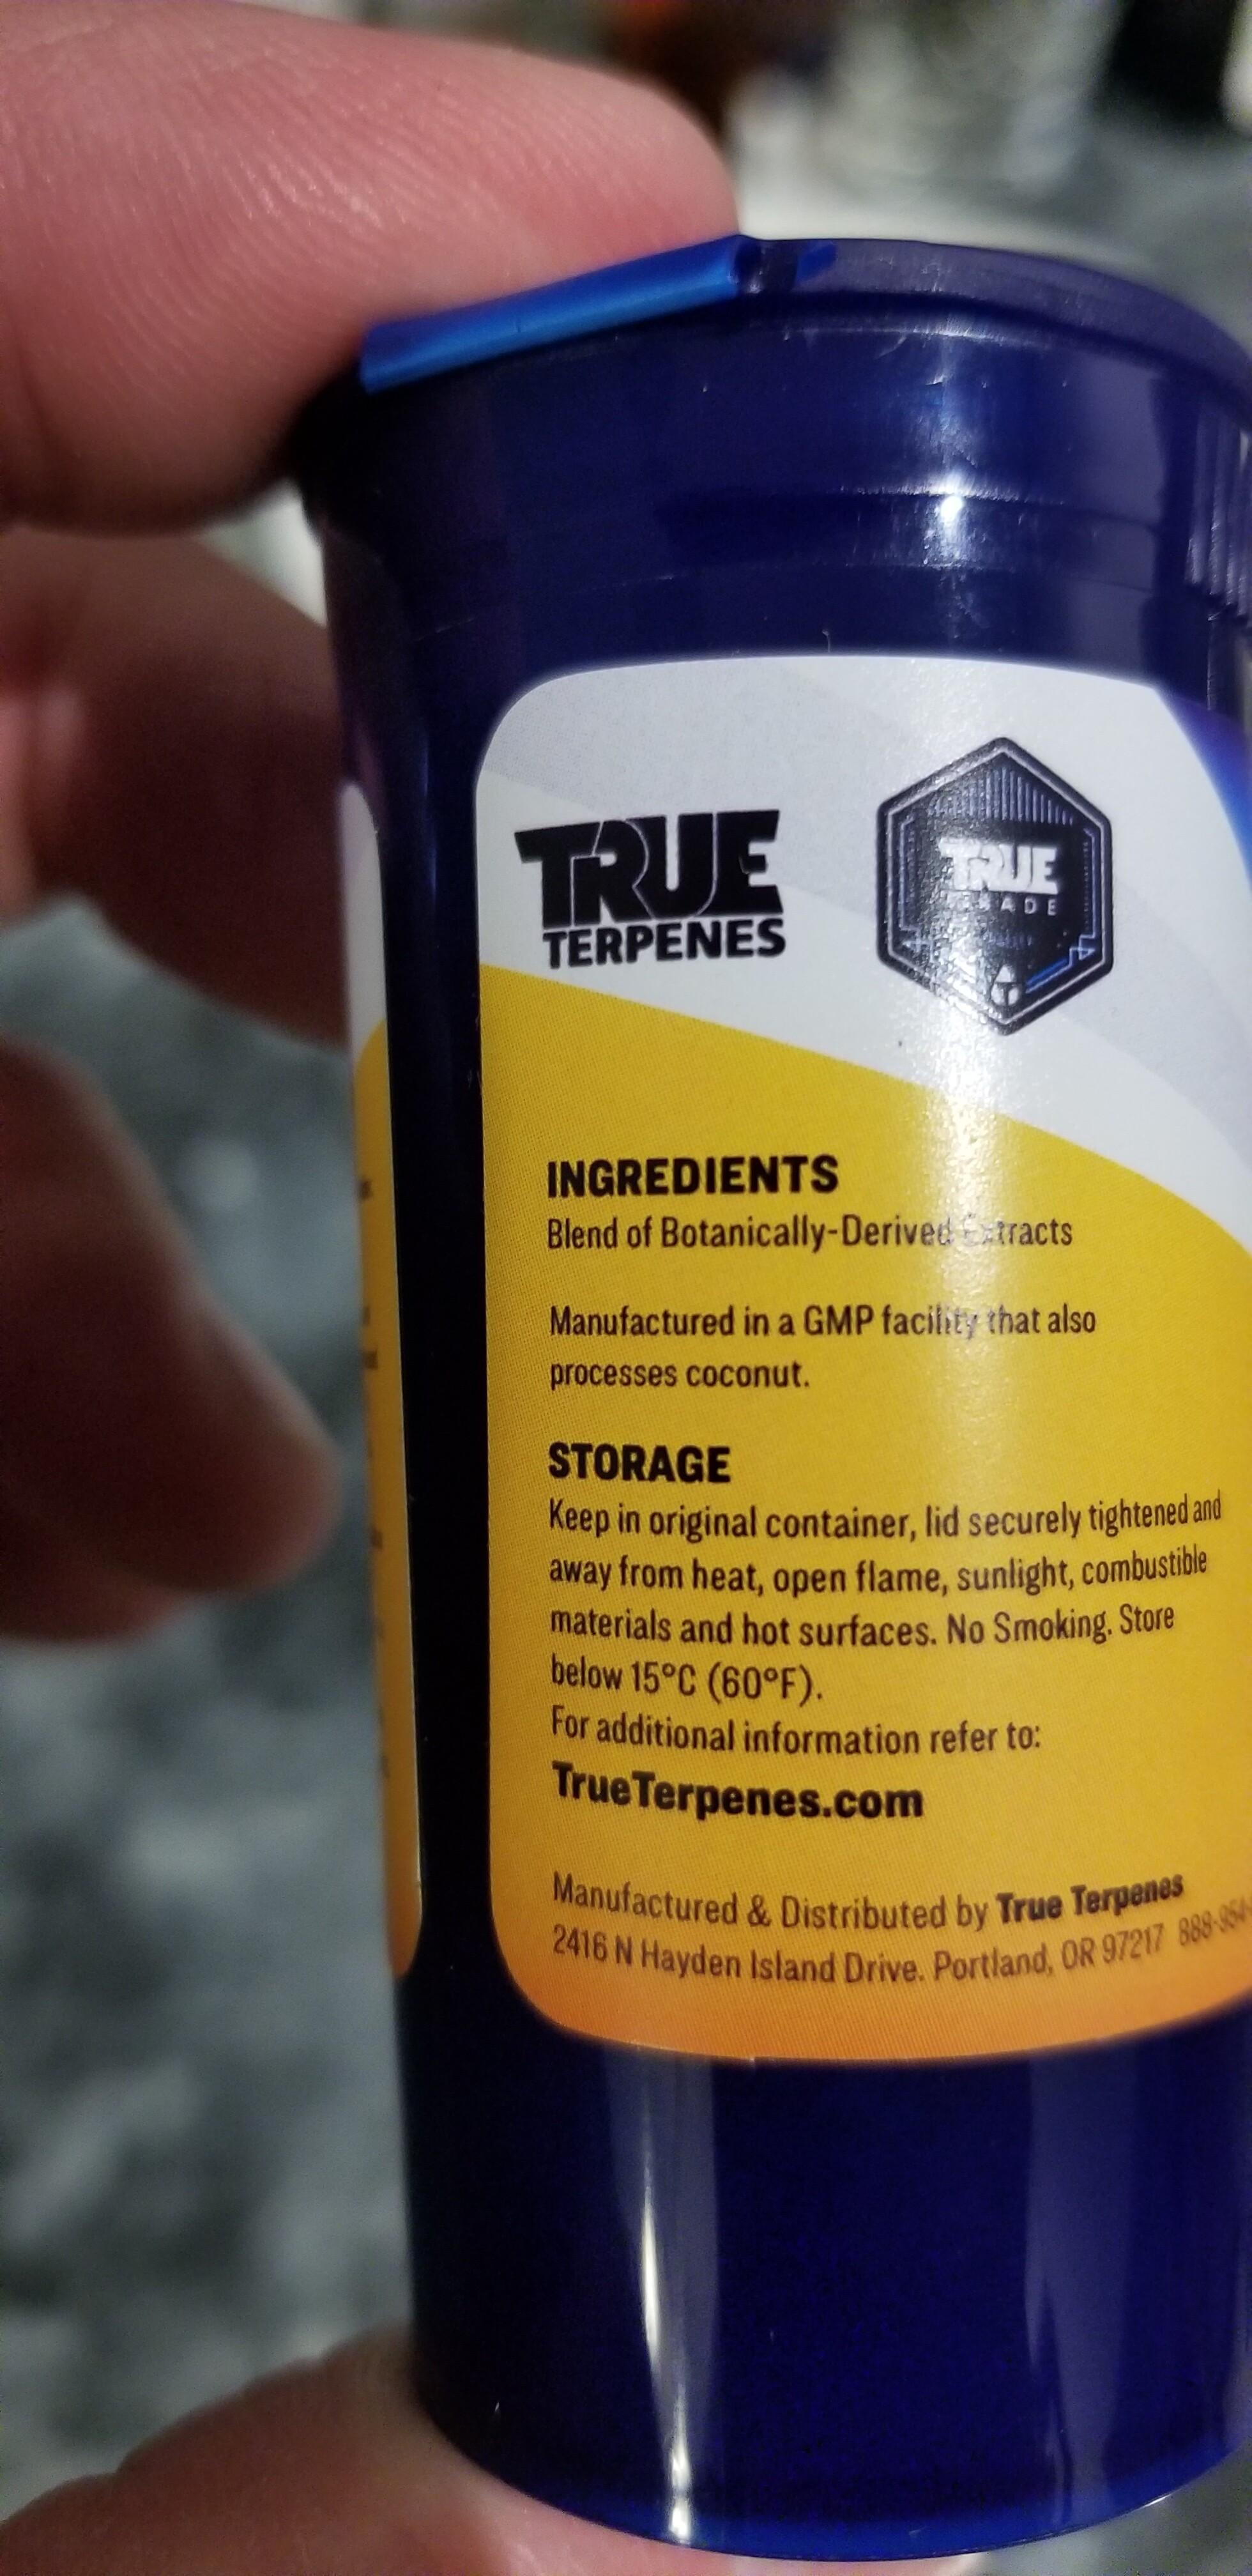 TRUE
TERPENES
TRUE
GRADE
INGREDIENTS
Blend of Botanically-Derived Extracts
Manufactured in a GMP facility that also
processes coconut.
STORAGE
Keep in original container, lid securely tightened and
away from heat, open flame, sunlight, combustible
materials and hot surfaces. No Smoking. Store
below 15°C (60°F).
For additional information refer to:
TrueTerpenes.com
Manufactured & Distributed by True Terpenes
2416 N Hayden Island Drive. Portland, OR 97217 888-954-